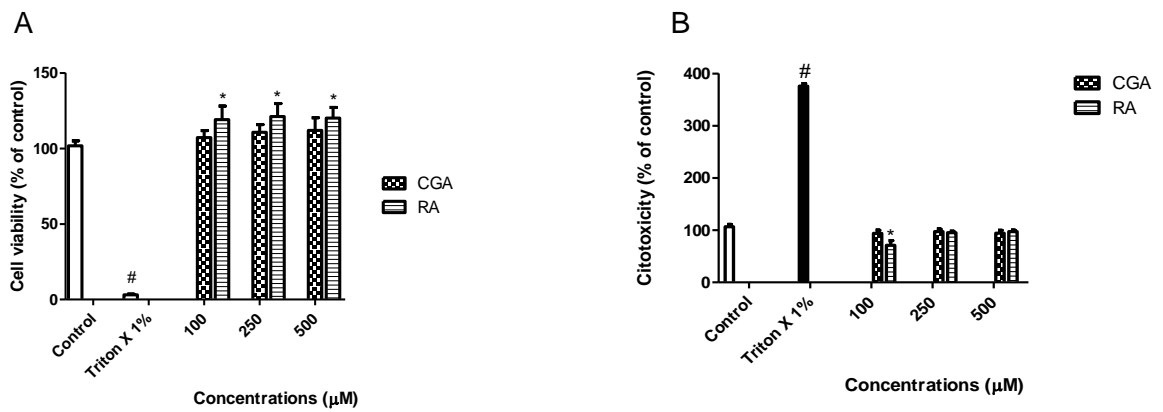 A
Cell viability (% of control)
150
100
50
0
#
*
*
*
Control
Triton X 1%
100
250
500
Concentrations (µM)
CGA
RA
B
Citotoxicity (% of control)
400
300
200
100
0
#
*
Control
Triton X 1%
100
250
500
Concentrations (µM)
CGA
RA